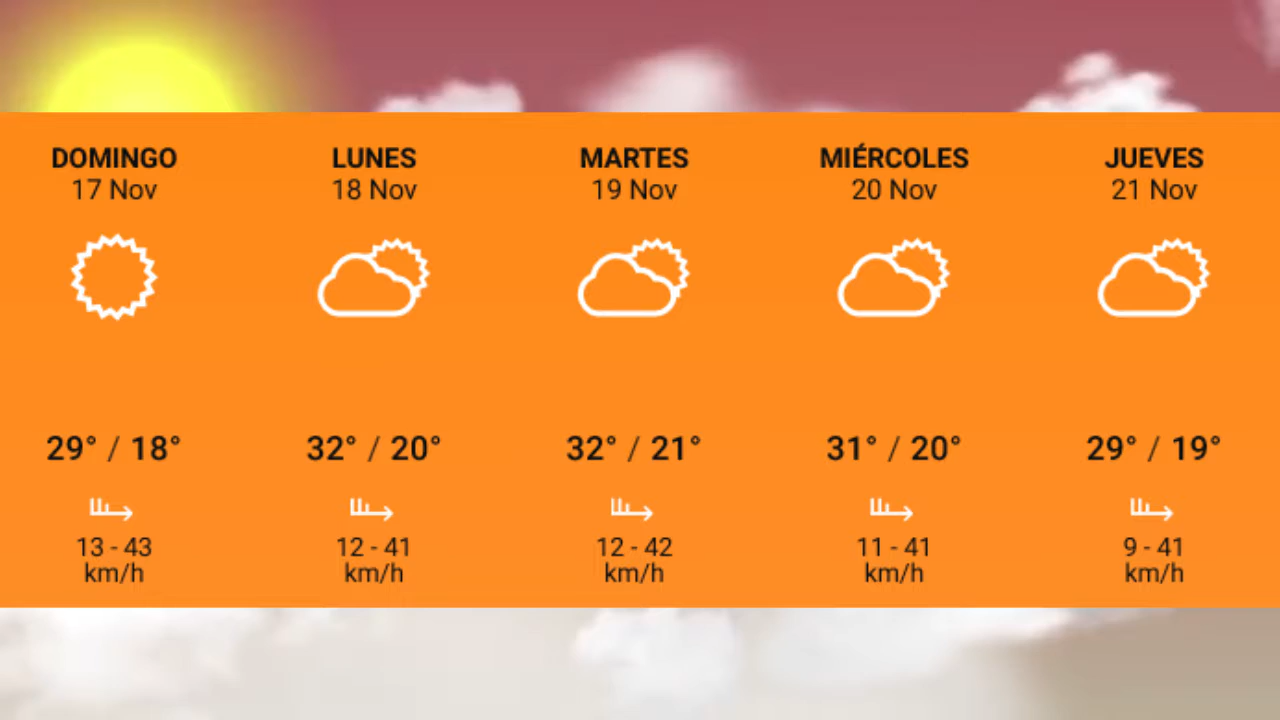 DOMINGO
17 Nov
29° / 18°
13 - 43
km/h
LUNES
18 Nov
32° / 20°
12 - 41
km/h
MARTES
19 Nov
32° / 21°
12 - 42
km/h
MIÉRCOLES
20 Nov
31° / 20°
11 - 41
km/h
JUEVES
21 Nov
29° / 19°
9 - 41
km/h